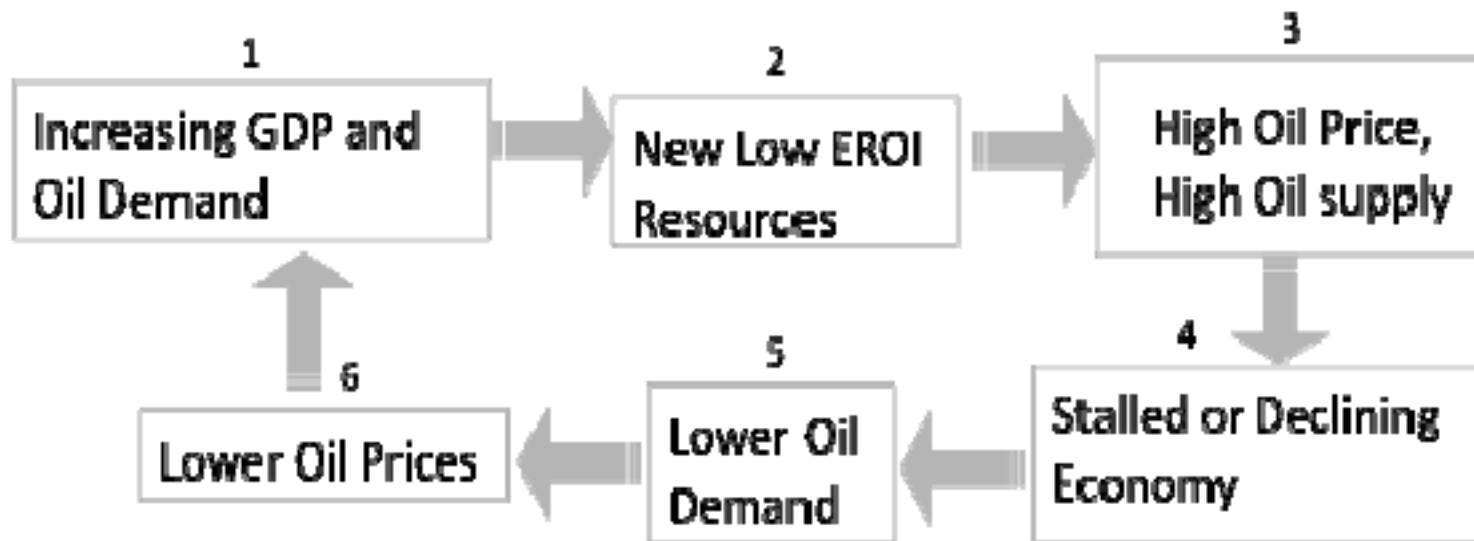 1
Increasing GDP and
Oil Demand
2
New Low EROI
Resources
3
High Oil Price,
High Oil supply
4
Stalled or Declining
Economy
5
Lower Oil
Demand
6
Lower Oil Prices